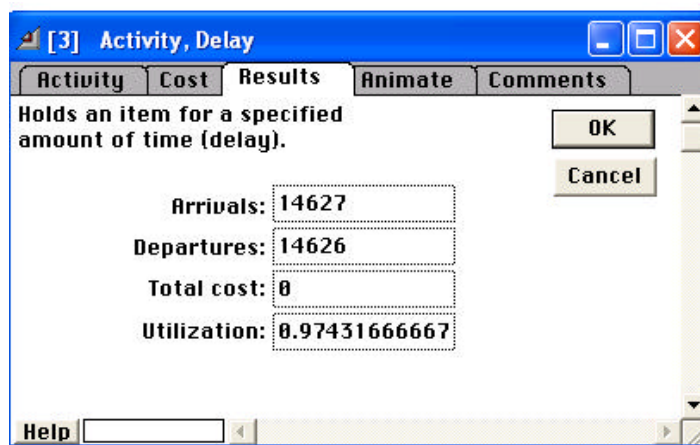 [3] Activity, Delay
Activity Cost Results Animate Comments
Holds an item for a specified
amount of time (delay).
OK
Cancel
Arrivals: 14627
Departures: 14626
Total cost: 0
Utilization: 0.97431666667
Help